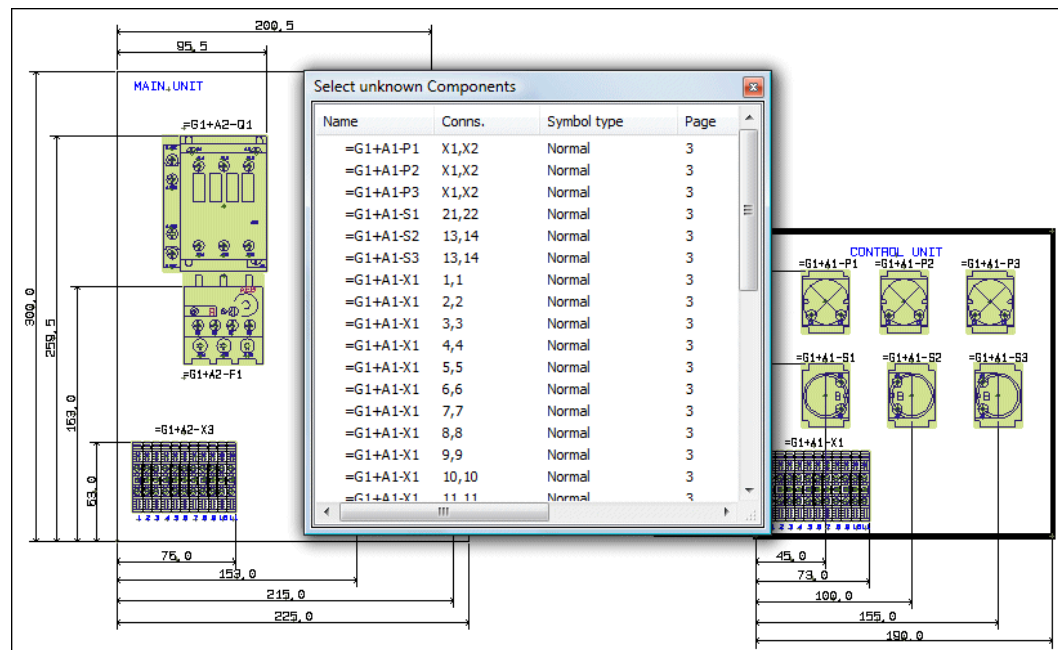 200,5
95,5
MAIN UNIT
=G1+A2-Q1
300,0
259,5
163,0
53,0
=G1+A2-F1
=G1+A2-X3
76,0
153,0
215,0
225,0
Select unknown Components
Name Conns. Symbol type Page
=G1+A1-P1 X1,X2 Normal 3
=G1+A1-P2 X1,X2 Normal 3
=G1+A1-P3 X1,X2 Normal 3
=G1+A1-S1 21,22 Normal 3
=G1+A1-S2 13,14 Normal 3
=G1+A1-S3 13,14 Normal 3
=G1+A1-X1 1,1 Normal 3
=G1+A1-X1 2,2 Normal 3
=G1+A1-X1 3,3 Normal 3
=G1+A1-X1 4,4 Normal 3
=G1+A1-X1 5,5 Normal 3
=G1+A1-X1 6,6 Normal 3
=G1+A1-X1 7,7 Normal 3
=G1+A1-X1 8,8 Normal 3
=G1+A1-X1 9,9 Normal 3
=G1+A1-X1 10,10 Normal 3
=G1+A1-X1 11,11 Normal 3
CONTROL UNIT
=G1+A1-P1 =G1+A1-P2 =G1+A1-P3
=G1+A1-S1 =G1+A1-S2 =G1+A1-S3
=G1+A1-X1
45,0
73,0
100,0
155,0
190,0